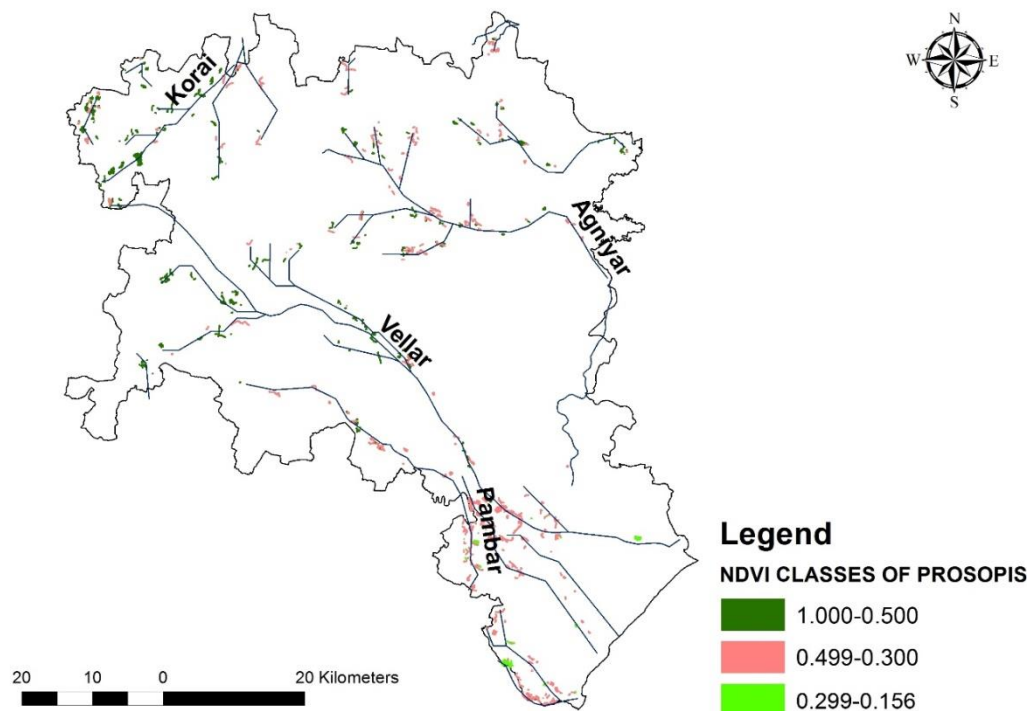 N
W E
S
Korai
Agniyar
Vellar
Pambar
Legend
NDVI CLASSES OF PROSOPIS
1.000-0.500
0.499-0.300
0.299-0.156
20 10 0 20 Kilometers